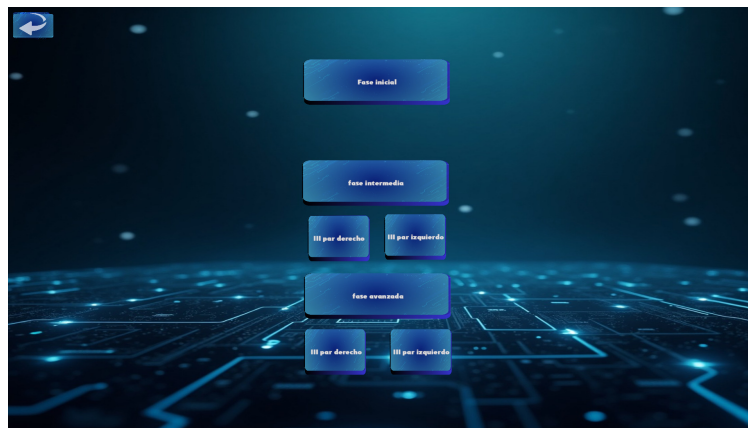 Fase inicial
fase intermedia
III par derecho
III par izquierdo
fase avanzada
III par derecho
III par izquierdo